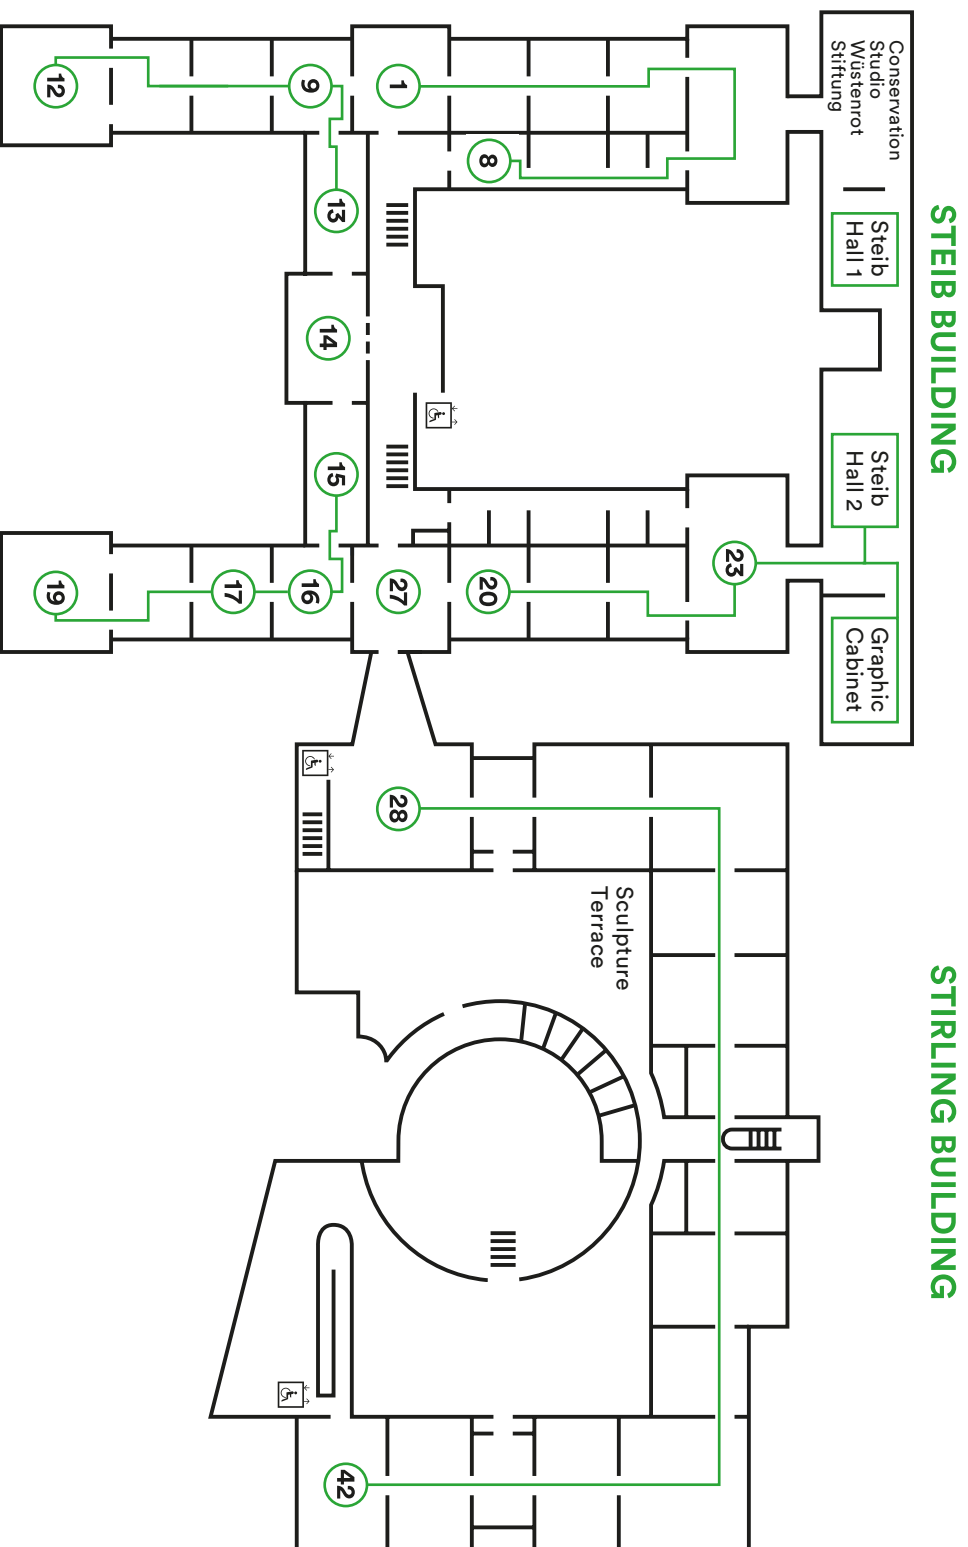 STEIB BUILDING
STIRLING BUILDING
Conservation
Studio
Wüstenrot
Stiftung
Steib
Hall 1
Steib
Hall 2
Graphic
Cabinet
23
8
20
1
27
28
Sculpture
Terrace
9
13
14
15
16
17
42
12
19